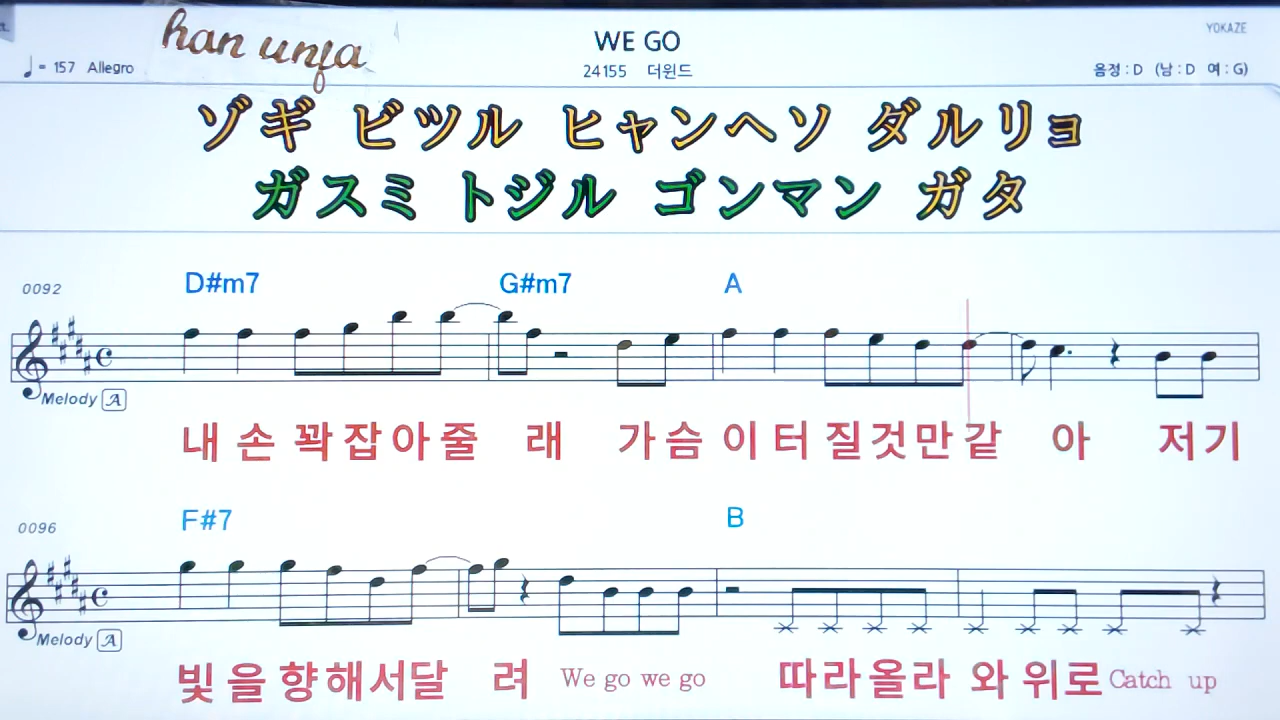 han unfa
WE GO
YOKAZE
♩= 157 Allegro
24155 더윈드
음정 : D (남 : D 여 : G)
ゾギ ビツル ヒャンヘソ ダルリョ
ガスミ トジル ゴンマン ガタ
0092
D#m7 G#m7 A
Melody A
내 손 꽉 잡 아 줄 래 가 슴 이 터 질 것 만 같 아 저 기
0096
F#7 B
Melody A
빛 을 향 해 서 달 려 We go we go 따 라 올 라 와 위 로 Catch up